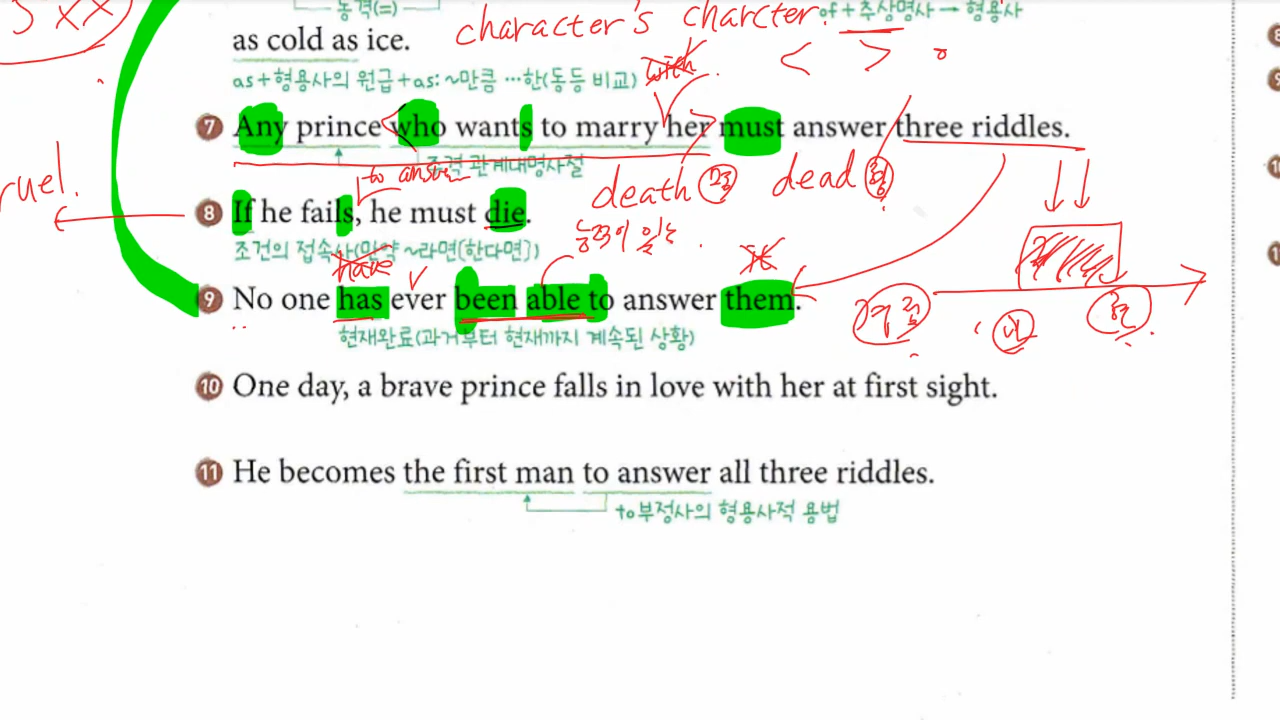 동격(=)
of+추상명사→ 형용사
character's charcter.
as cold as ice.
as+형용사의 원급+as: ~만큼 …한(동등 비교)
with
< >
7 Any prince who wants to marry her must answer three riddles.
주격 관계대명사절
to answer
death 명 dead 형
ruel.
8 If he fails, he must die.
조건의 접속사(만약 ~라면(한다면))
능력이 있는
have
it
9 No one has ever been able to answer them.
현재완료(과거부터 현재까지 계속된 상황)
10 One day, a brave prince falls in love with her at first sight.
11 He becomes the first man to answer all three riddles.
to부정사의 형용사적 용법